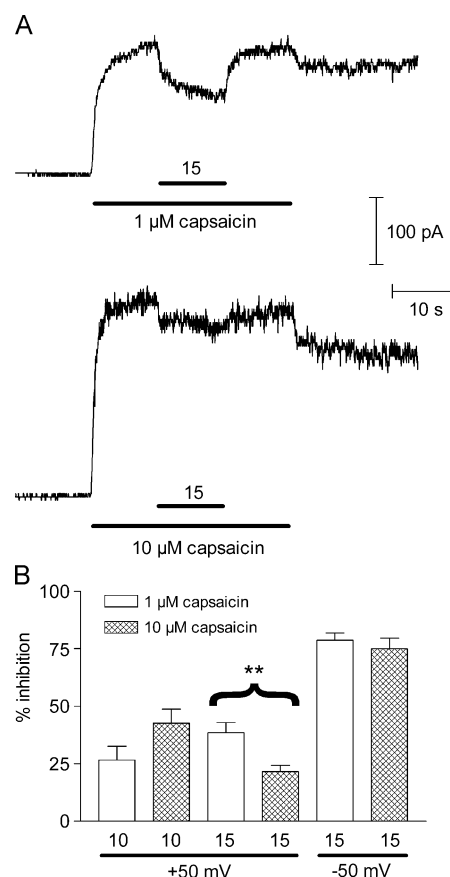 A
15
1 µM capsaicin
100 pA
10 s
15
10 µM capsaicin
B
100
75
50
25
0
% inhibition
1 µM capsaicin
10 µM capsaicin
**
10 10 15 15 15 15
+50 mV -50 mV